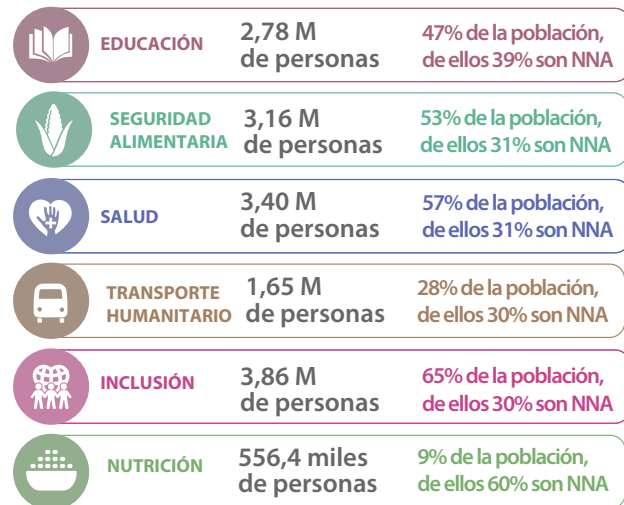 EDUCACIÓN
2,78 M
de personas
47% de la población,
de ellos 39% son NNA
SEGURIDAD
ALIMENTARIA
3,16 M
de personas
53% de la población,
de ellos 31% son NNA
SALUD
3,40 M
de personas
57% de la población,
de ellos 31% son NNA
TRANSPORTE
HUMANITARIO
1,65 M
de personas
28% de la población,
de ellos 30% son NNA
INCLUSIÓN
3,86 M
de personas
65% de la población,
de ellos 30% son NNA
NUTRICIÓN
556,4 miles
de personas
9% de la población,
de ellos 60% son NNA